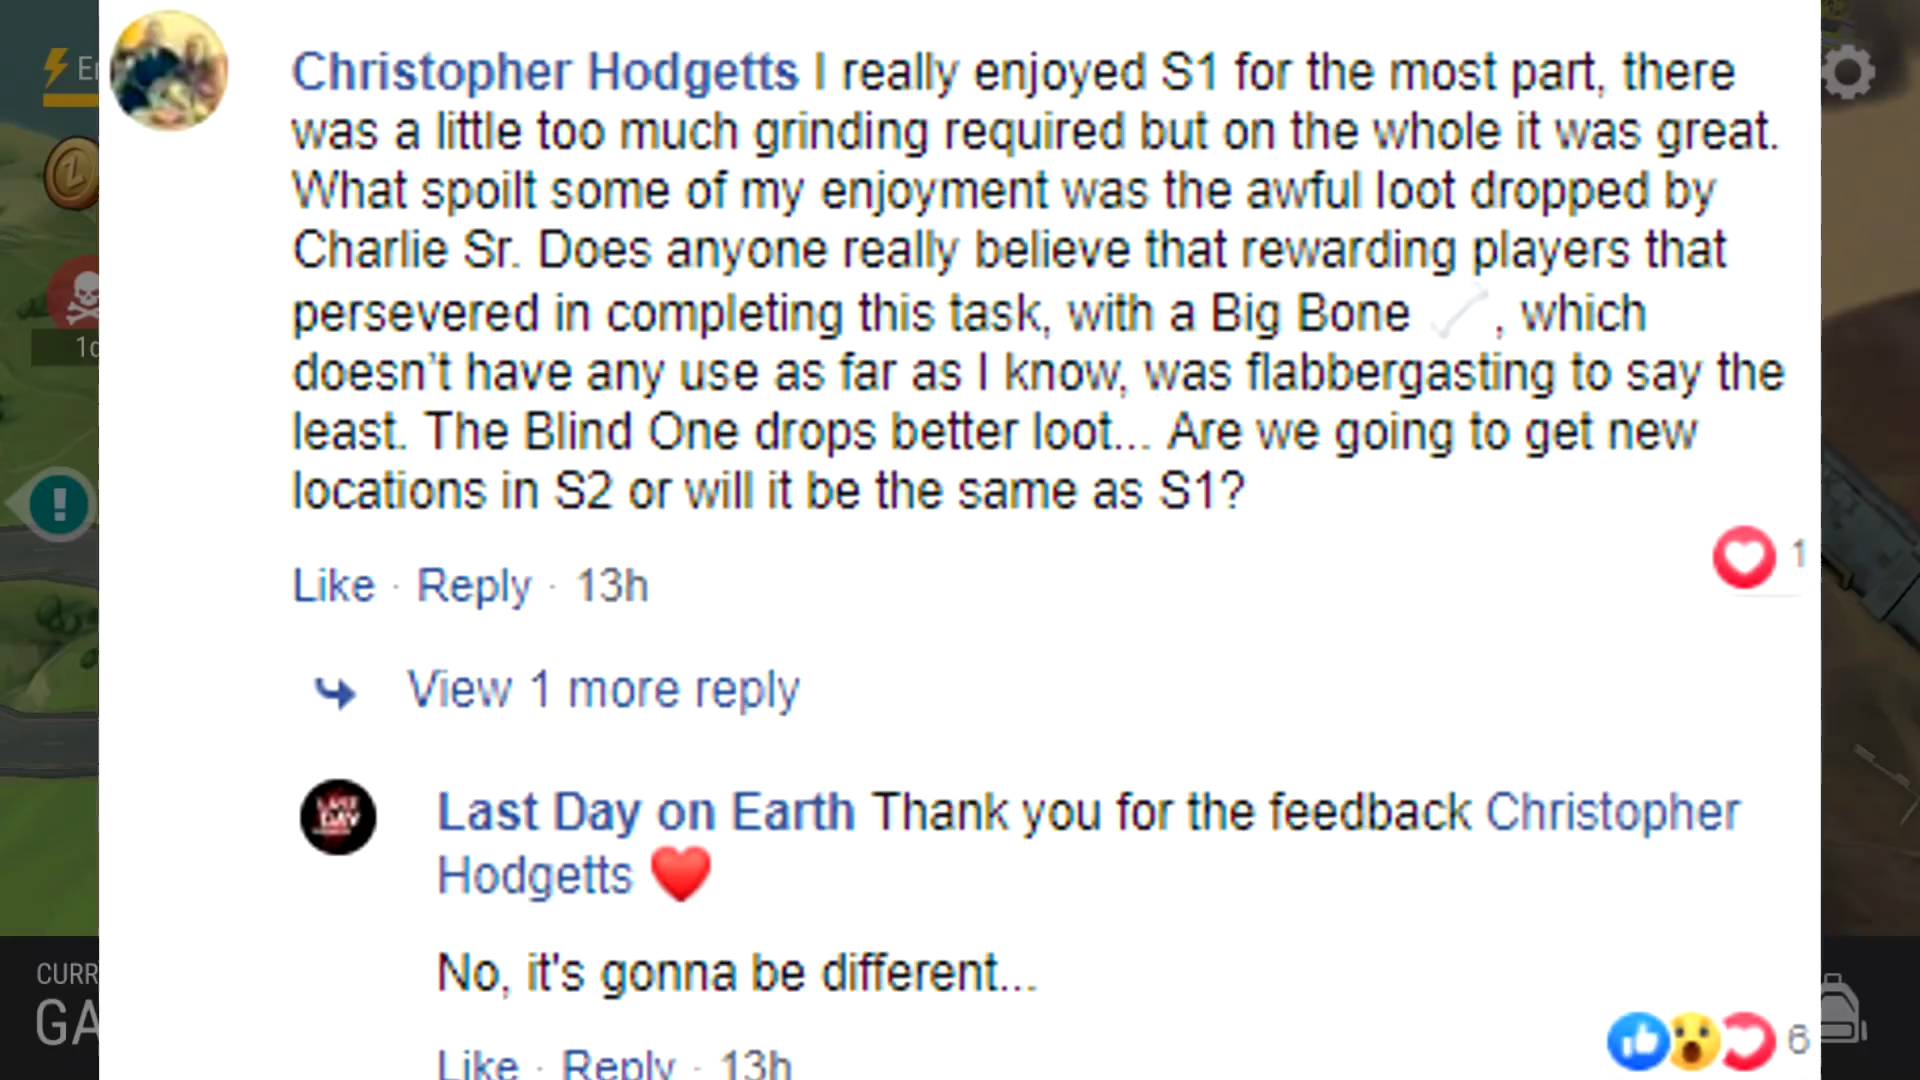 Christopher Hodgetts I really enjoyed S1 for the most part, there
was a little too much grinding required but on the whole it was great.
What spoilt some of my enjoyment was the awful loot dropped by
Charlie Sr. Does anyone really believe that rewarding players that
persevered in completing this task, with a Big Bone 🦴, which
doesn't have any use as far as I know, was flabbergasting to say the
least. The Blind One drops better loot... Are we going to get new
locations in S2 or will it be the same as S1?
1
Like · Reply · 13h
View 1 more reply
LAST DAY
Last Day on Earth Thank you for the feedback Christopher
Hodgetts ❤️
No, it's gonna be different...
6
Like · Reply · 13h
En
1d
CURR
GA